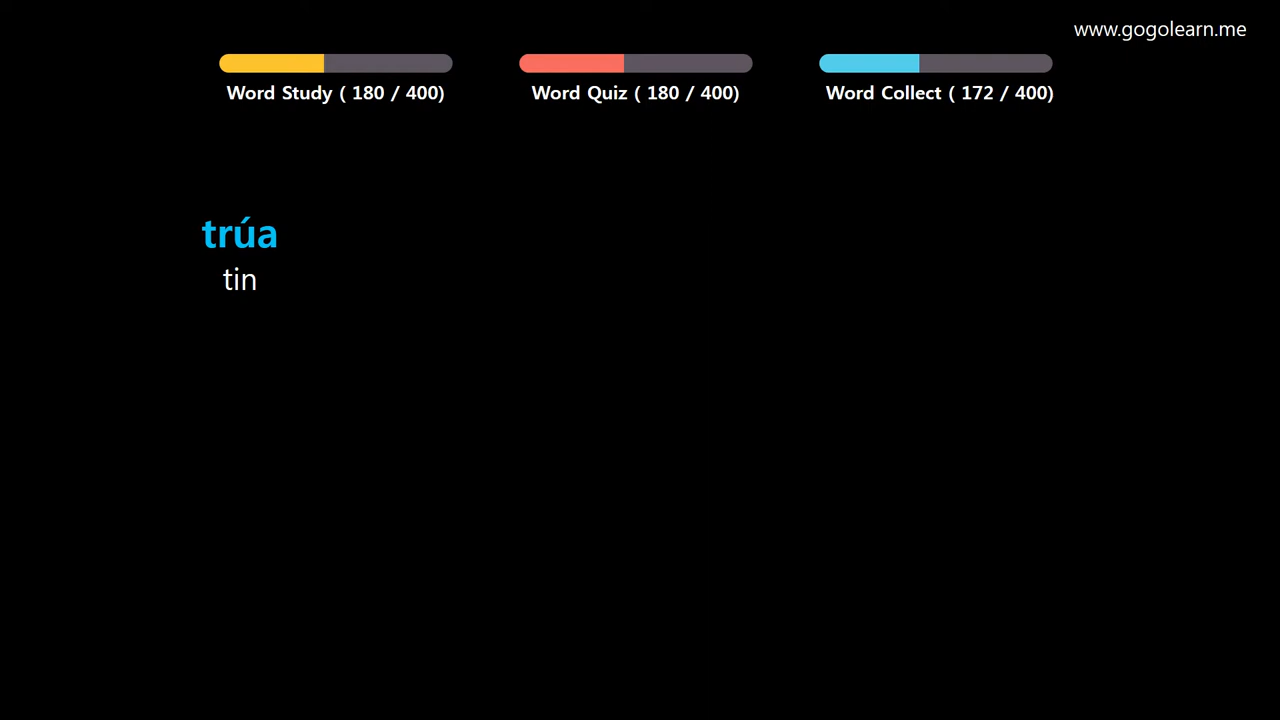 www.gogolearn.me
Word Study ( 180 / 400)
Word Quiz ( 180 / 400)
Word Collect ( 172 / 400)
trúa
tin